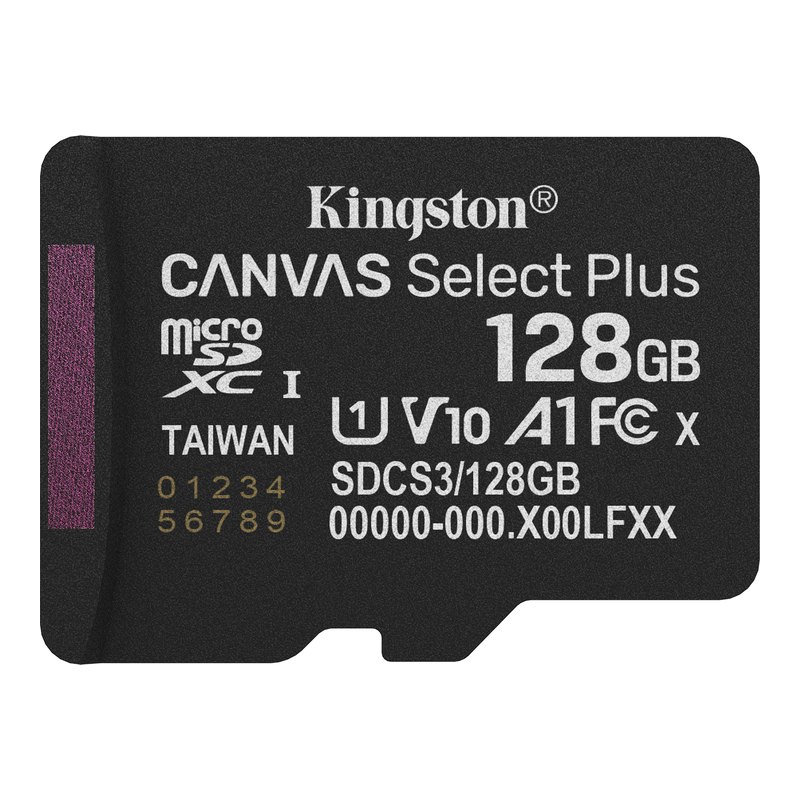 Kingston®
CANVAS Select Plus
micro SD XC I
128GB
U1 V10 A1 FC X
TAIWAN
SDCS3/128GB
01234
56789
00000-000.X00LFXX